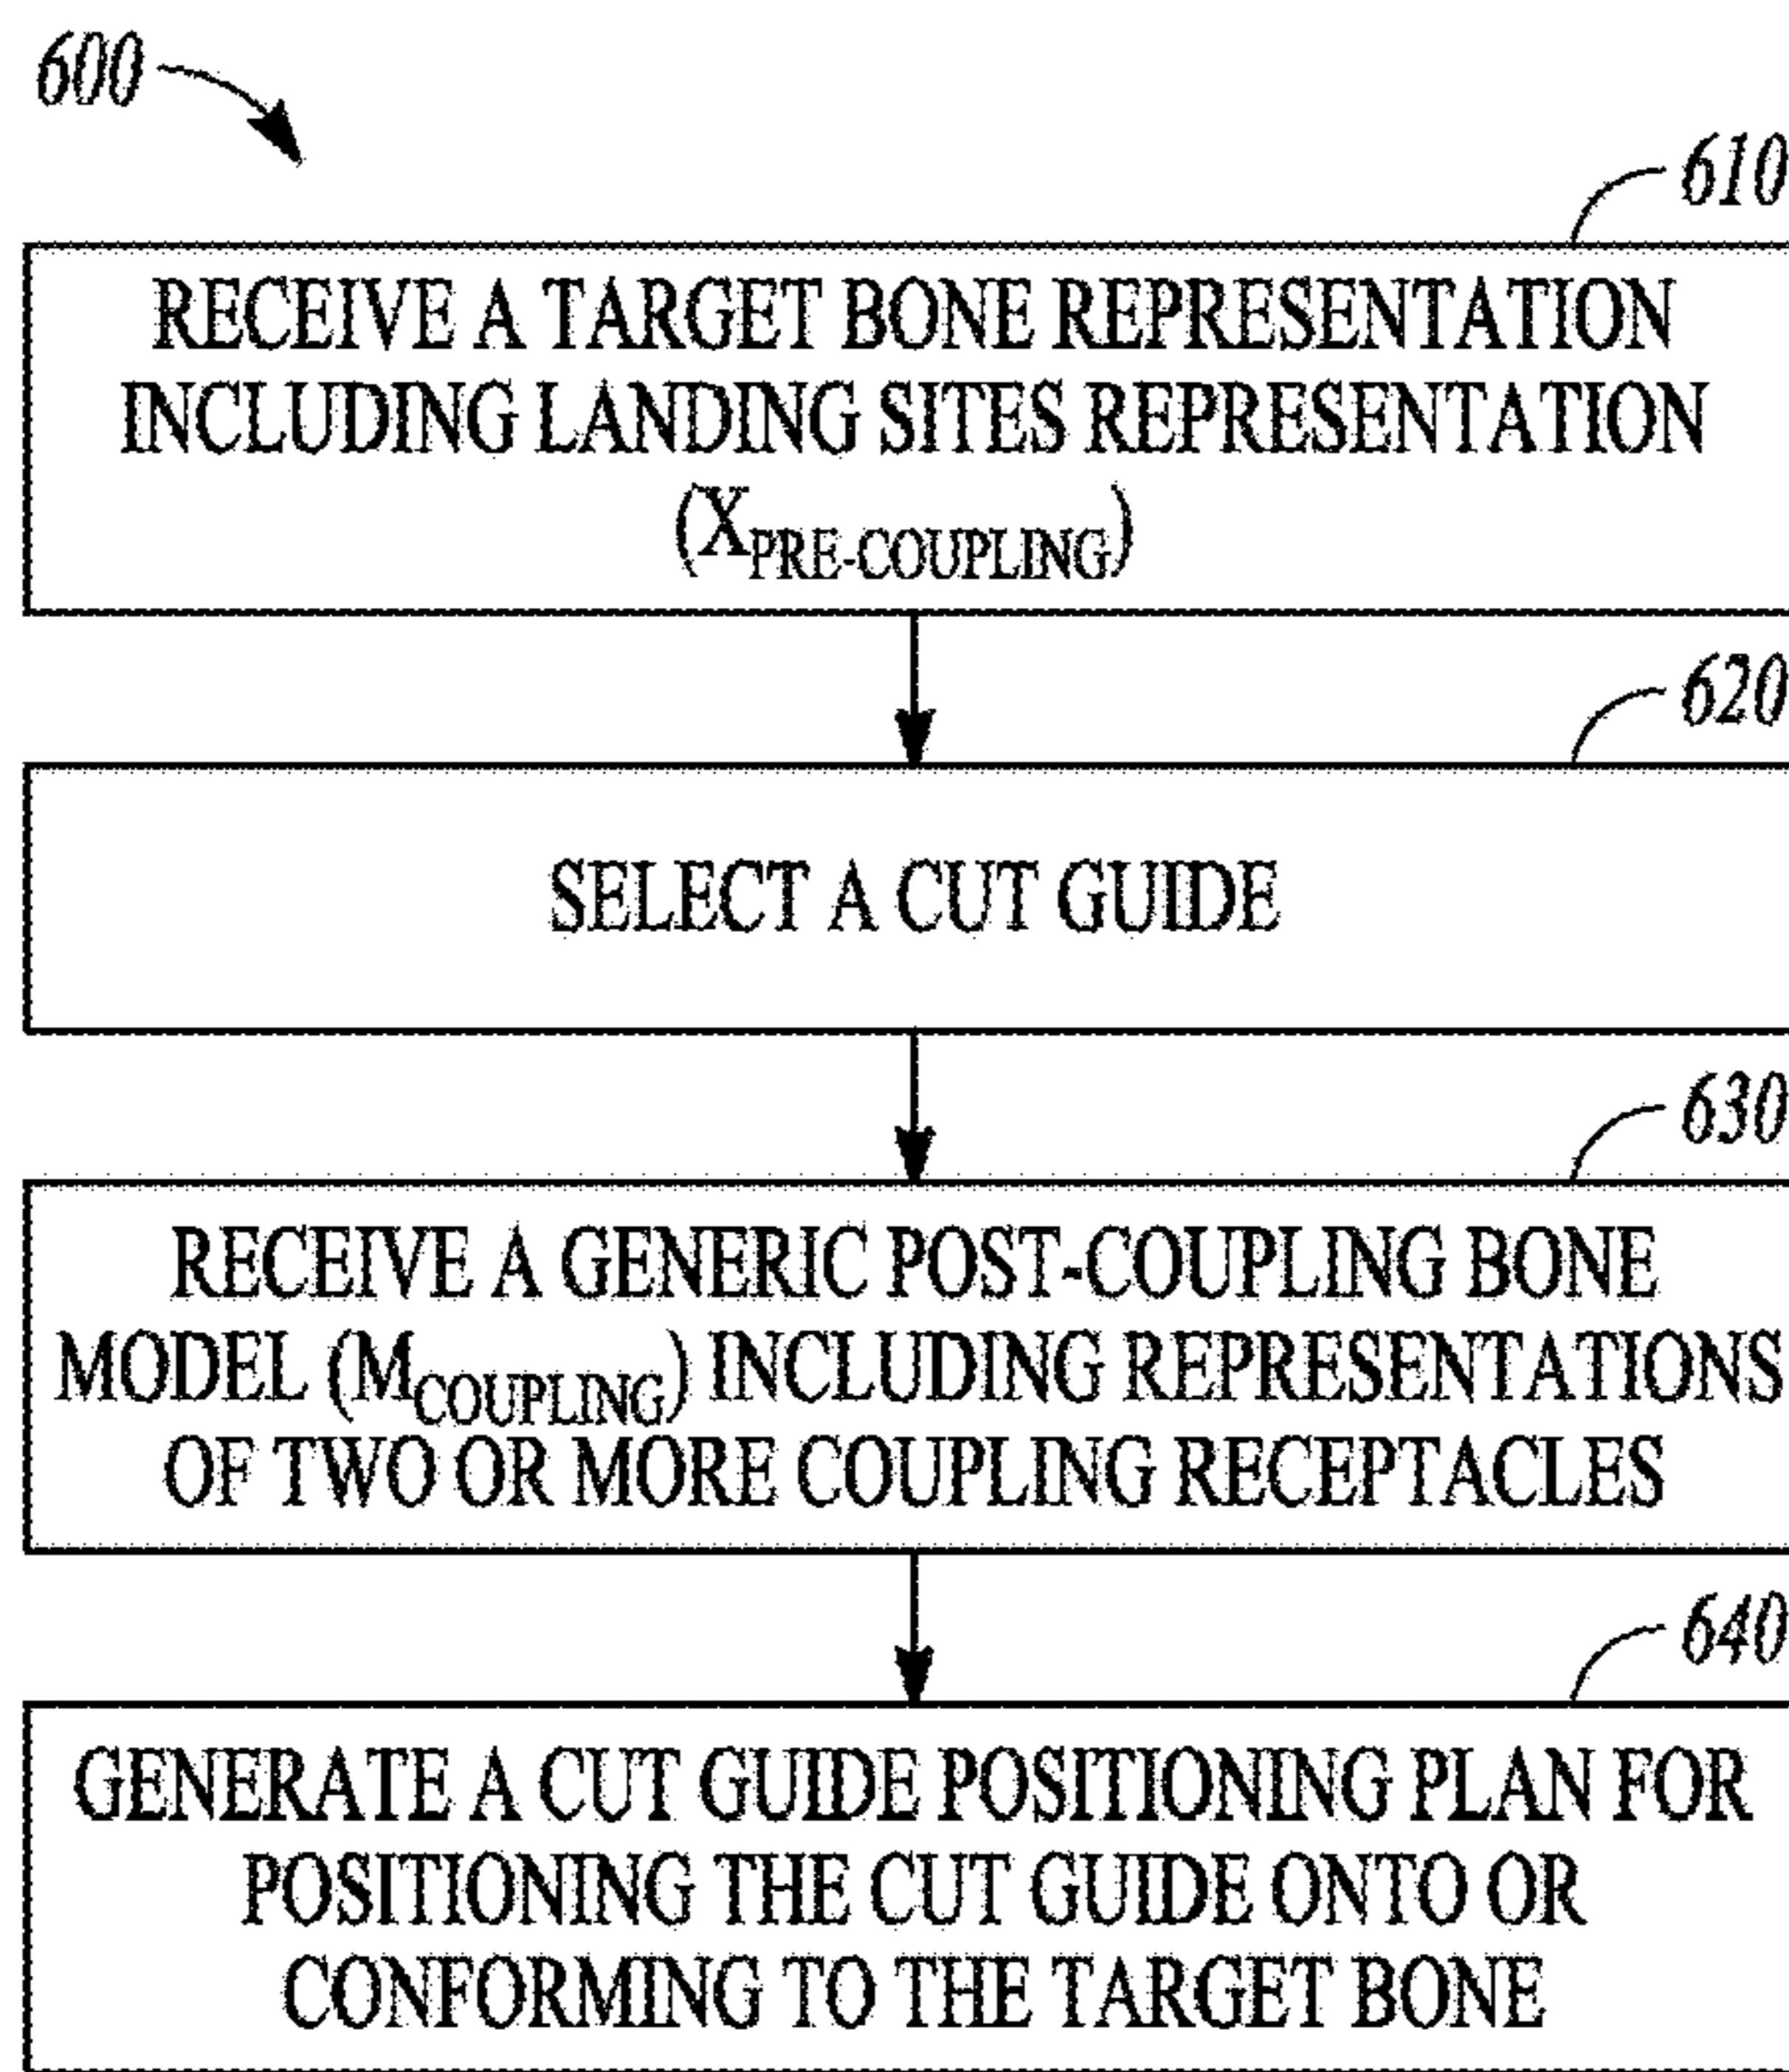 600
610
RECEIVE A TARGET BONE REPRESENTATION
INCLUDING LANDING SITES REPRESENTATION
(XPRE-COUPLING)
620
SELECT A CUT GUIDE
630
RECEIVE A GENERIC POST-COUPLING BONE
MODEL (MCOUPLING) INCLUDING REPRESENTATIONS
OF TWO OR MORE COUPLING RECEPTACLES
640
GENERATE A CUT GUIDE POSITIONING PLAN FOR
POSITIONING THE CUT GUIDE ONTO OR
CONFORMING TO THE TARGET BONE